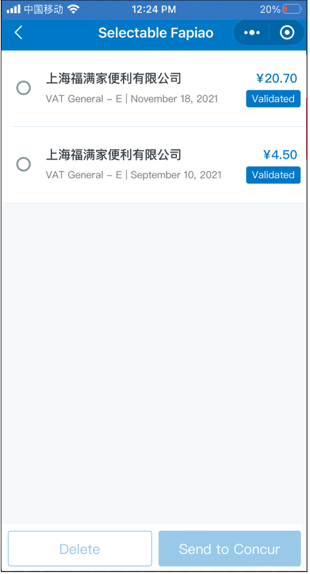 中国移动 12:24 PM 20%
Selectable Fapiao
上海福满家便利有限公司 ¥20.70
VAT General - E | November 18, 2021 Validated
上海福满家便利有限公司 ¥4.50
VAT General - E | September 10, 2021 Validated
Delete Send to Concur